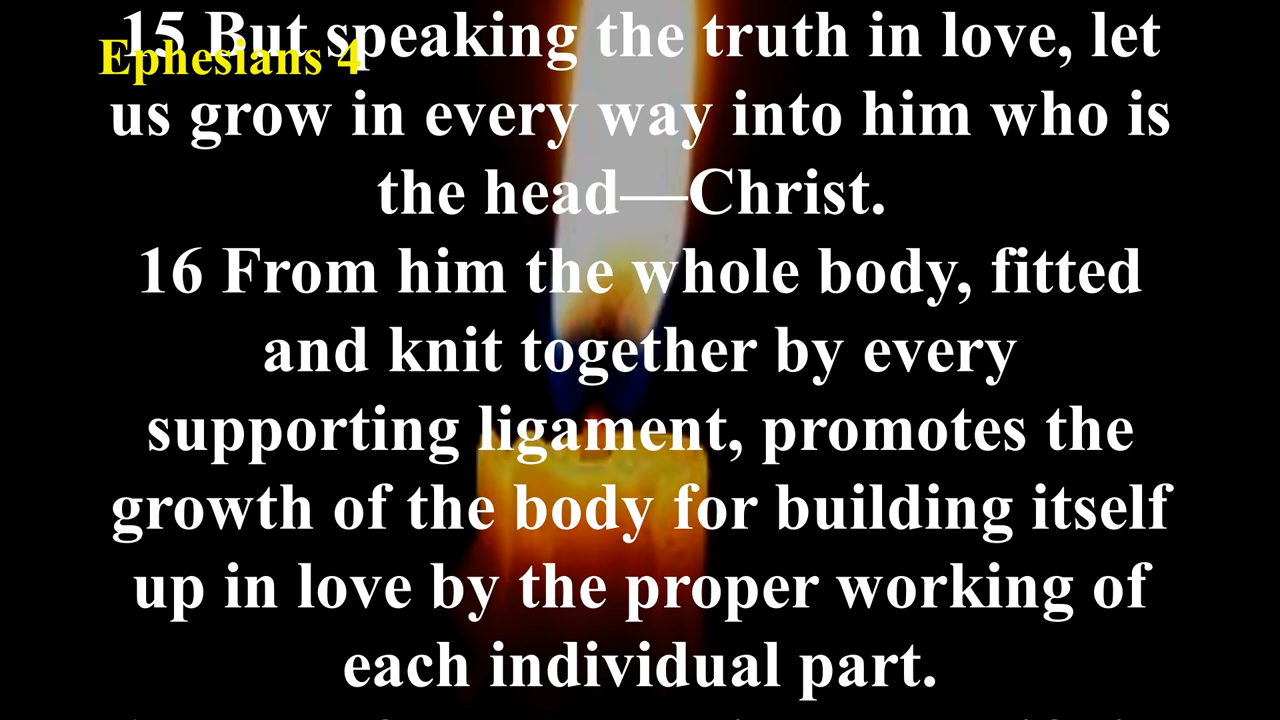 15 But speaking the truth in love, let
Ephesians 4
us grow in every way into him who is
the head—Christ.
16 From him the whole body, fitted
and knit together by every
supporting ligament, promotes the
growth of the body for building itself
up in love by the proper working of
each individual part.